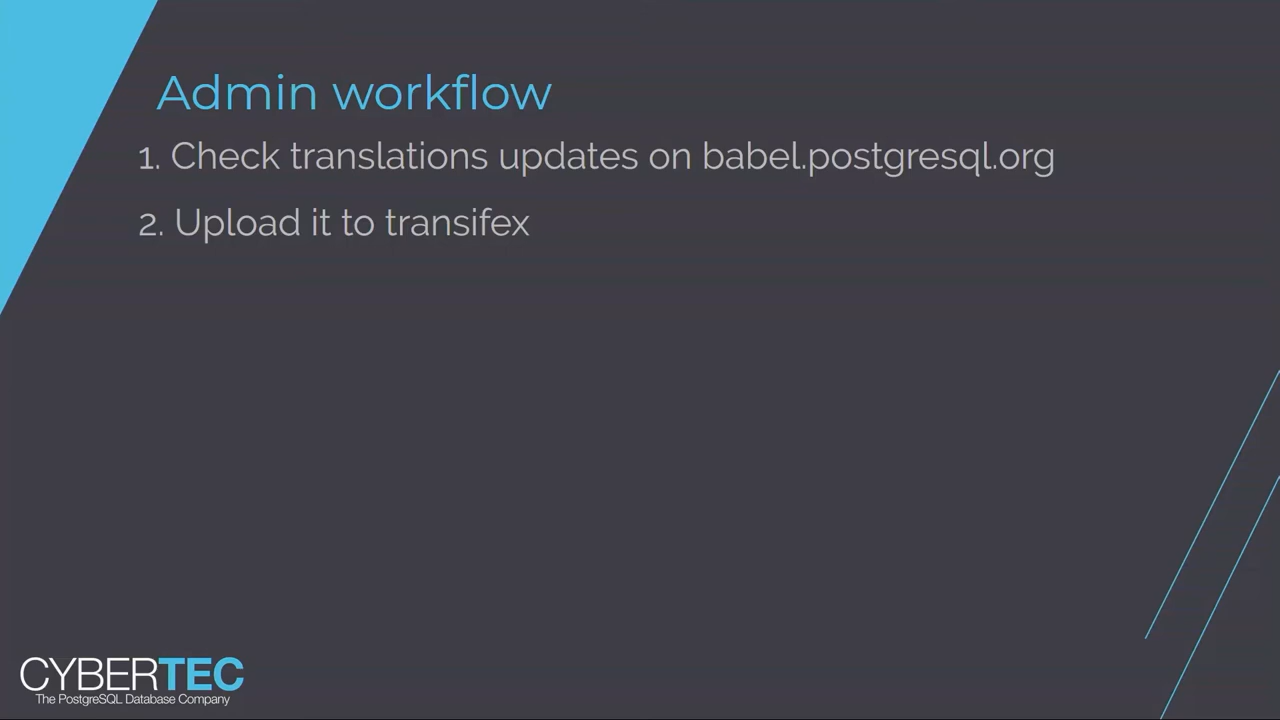 Admin workflow
1. Check translations updates on babel.postgresql.org
2. Upload it to transifex
CYBERTEC
The PostgreSQL Database Company